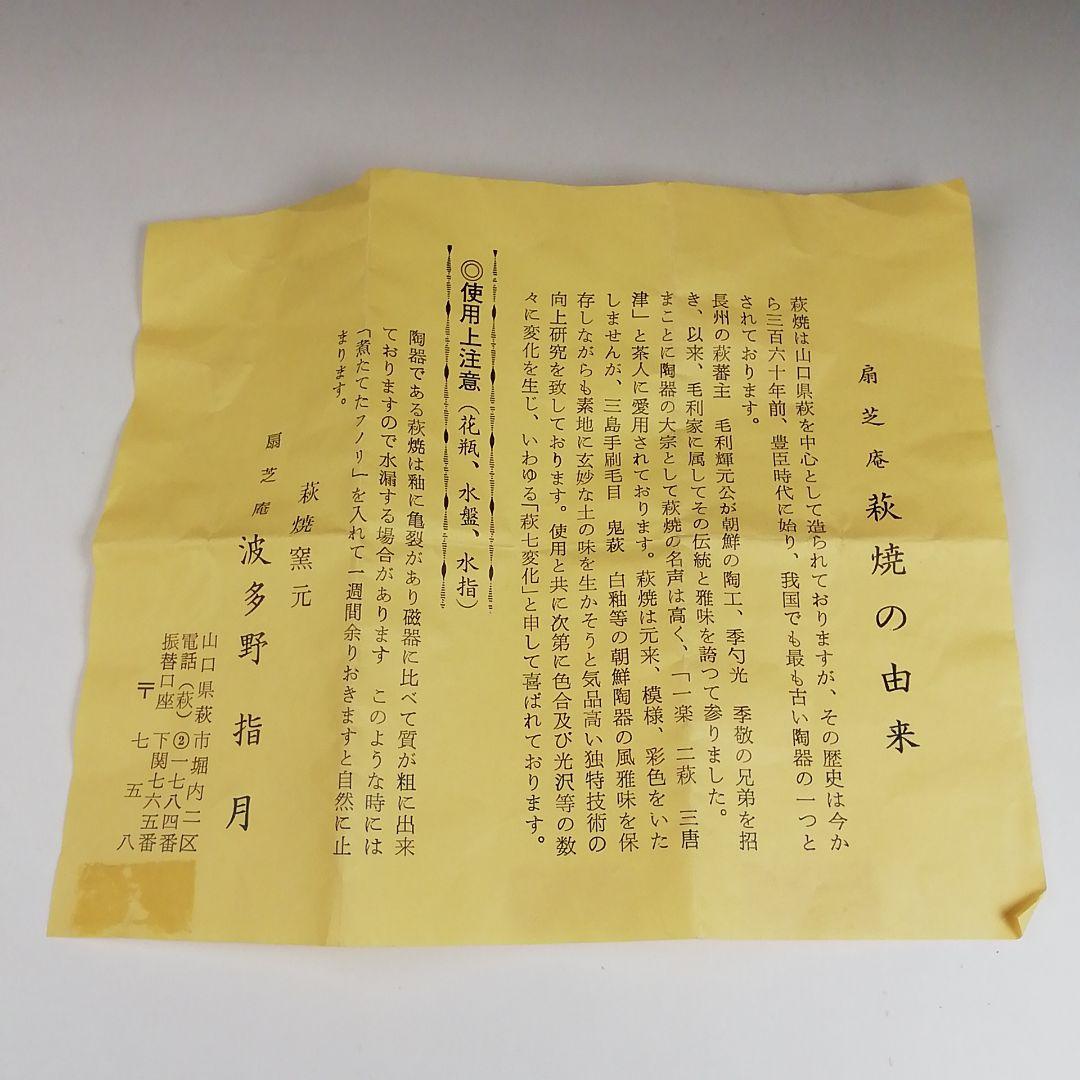 扇芝庵 萩焼の由来
萩焼は山口県萩を中心として造られておりますが、その歴史は今か
ら三百六十年前、豊臣時代に始り、我国でも最も古い陶器の一つと
されております。
長州の萩蕃主　毛利輝元公が朝鮮の陶工、季勺光　季敬の兄弟を招
き、以来、毛利家に属してその伝統と雅味を誇つて参りました。
まことに陶器の大宗として萩焼の名声は高く、「一楽　二萩　三唐
津」と茶人に愛用されております。萩焼は元来、模様、彩色をいた
しませんが、三島手刷毛目　鬼萩　白釉等の朝鮮陶器の風雅味を保
存しながらも素地に玄妙な土の味を生かそうと気品高い独特技術の
向上研究を致しております。使用と共に次第に色合及び光沢等の数
々に変化を生じ、いわゆる「萩七変化」と申して喜ばれております。
◎使用上注意（花瓶、水盤、水指）
陶器である萩焼は釉に亀裂があり磁器に比べて質が粗に出来
ておりますので水漏する場合があります　このような時には
「煮たてたフノリ」を入れて一週間余りおきますと自然に止
まります。
萩焼窯元
扇芝庵 波多野指月
山口県萩市堀内二区
電話（萩）②一七八四番
振替口座　下関七六五番
〒七五八